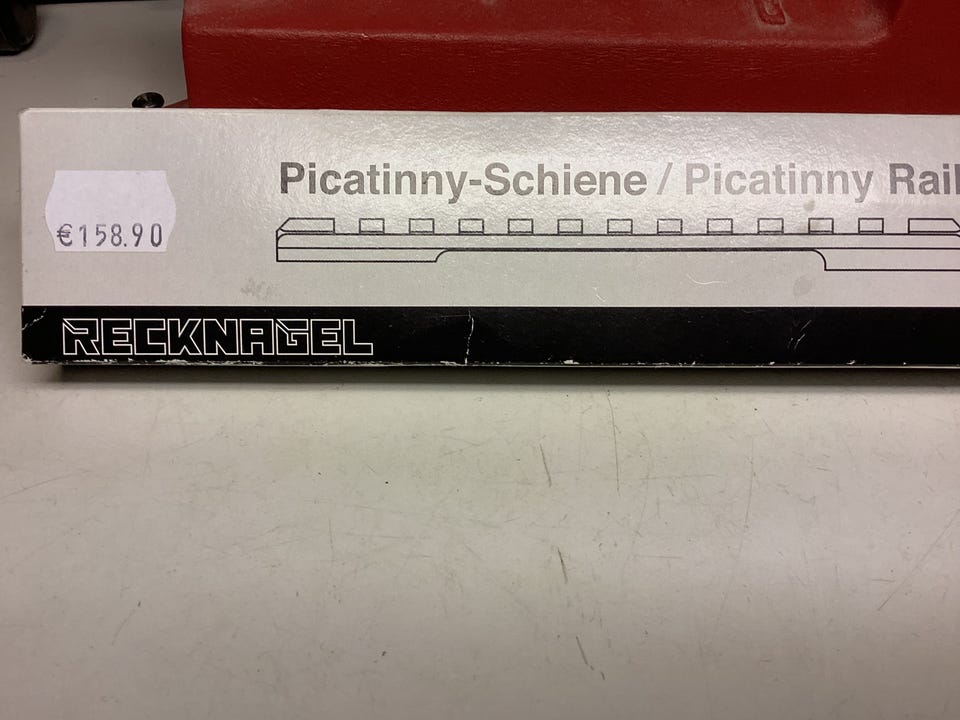 Picatinny-Schiene / Picatinny Rail
€158.90
RECKNAGEL